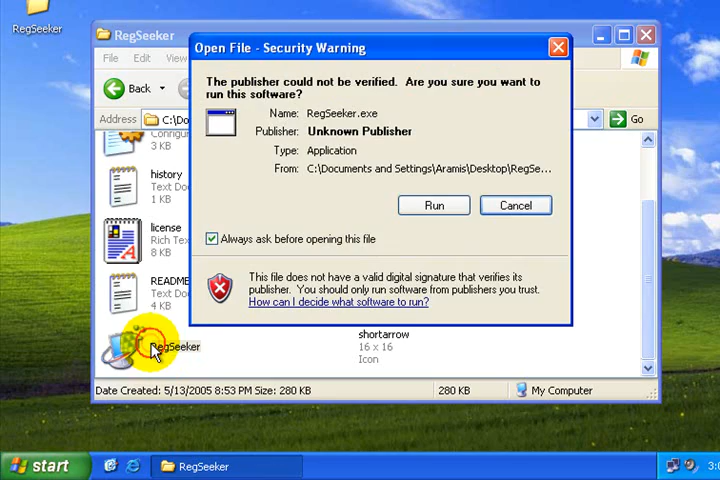 RegSeeker
RegSeeker
File Edit View
Back
Address C:\Do
Go
Configur
3 KB
history
Text Doc
1 KB
license
Rich Tex
8 KB
README
Text Doc
4 KB
RegSeeker
shortarrow
16 x 16
Icon
Open File - Security Warning
The publisher could not be verified. Are you sure you want to
run this software?
Name: RegSeeker.exe
Publisher: Unknown Publisher
Type: Application
From: C:\Documents and Settings\Aramis\Desktop\RegSe...
Run Cancel
Always ask before opening this file
This file does not have a valid digital signature that verifies its
publisher. You should only run software from publishers you trust.
How can I decide what software to run?
Date Created: 5/13/2005 8:53 PM Size: 280 KB 280 KB My Computer
start RegSeeker 3:0